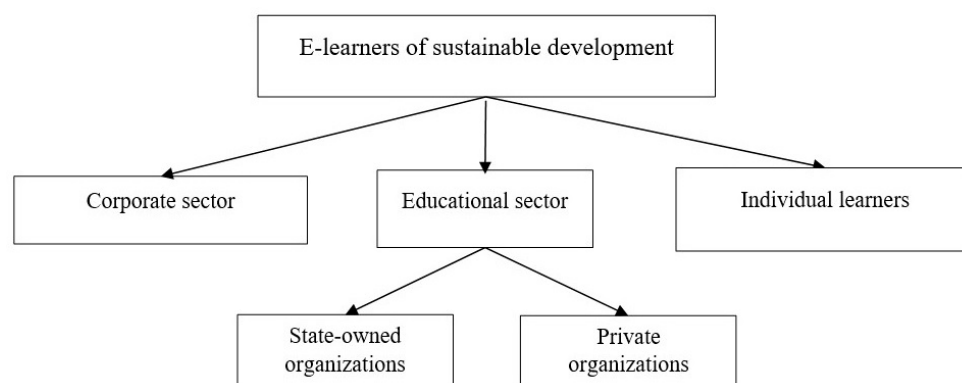 E-learners of sustainable development
Corporate sector
Educational sector
Individual learners
State-owned
organizations
Private
organizations